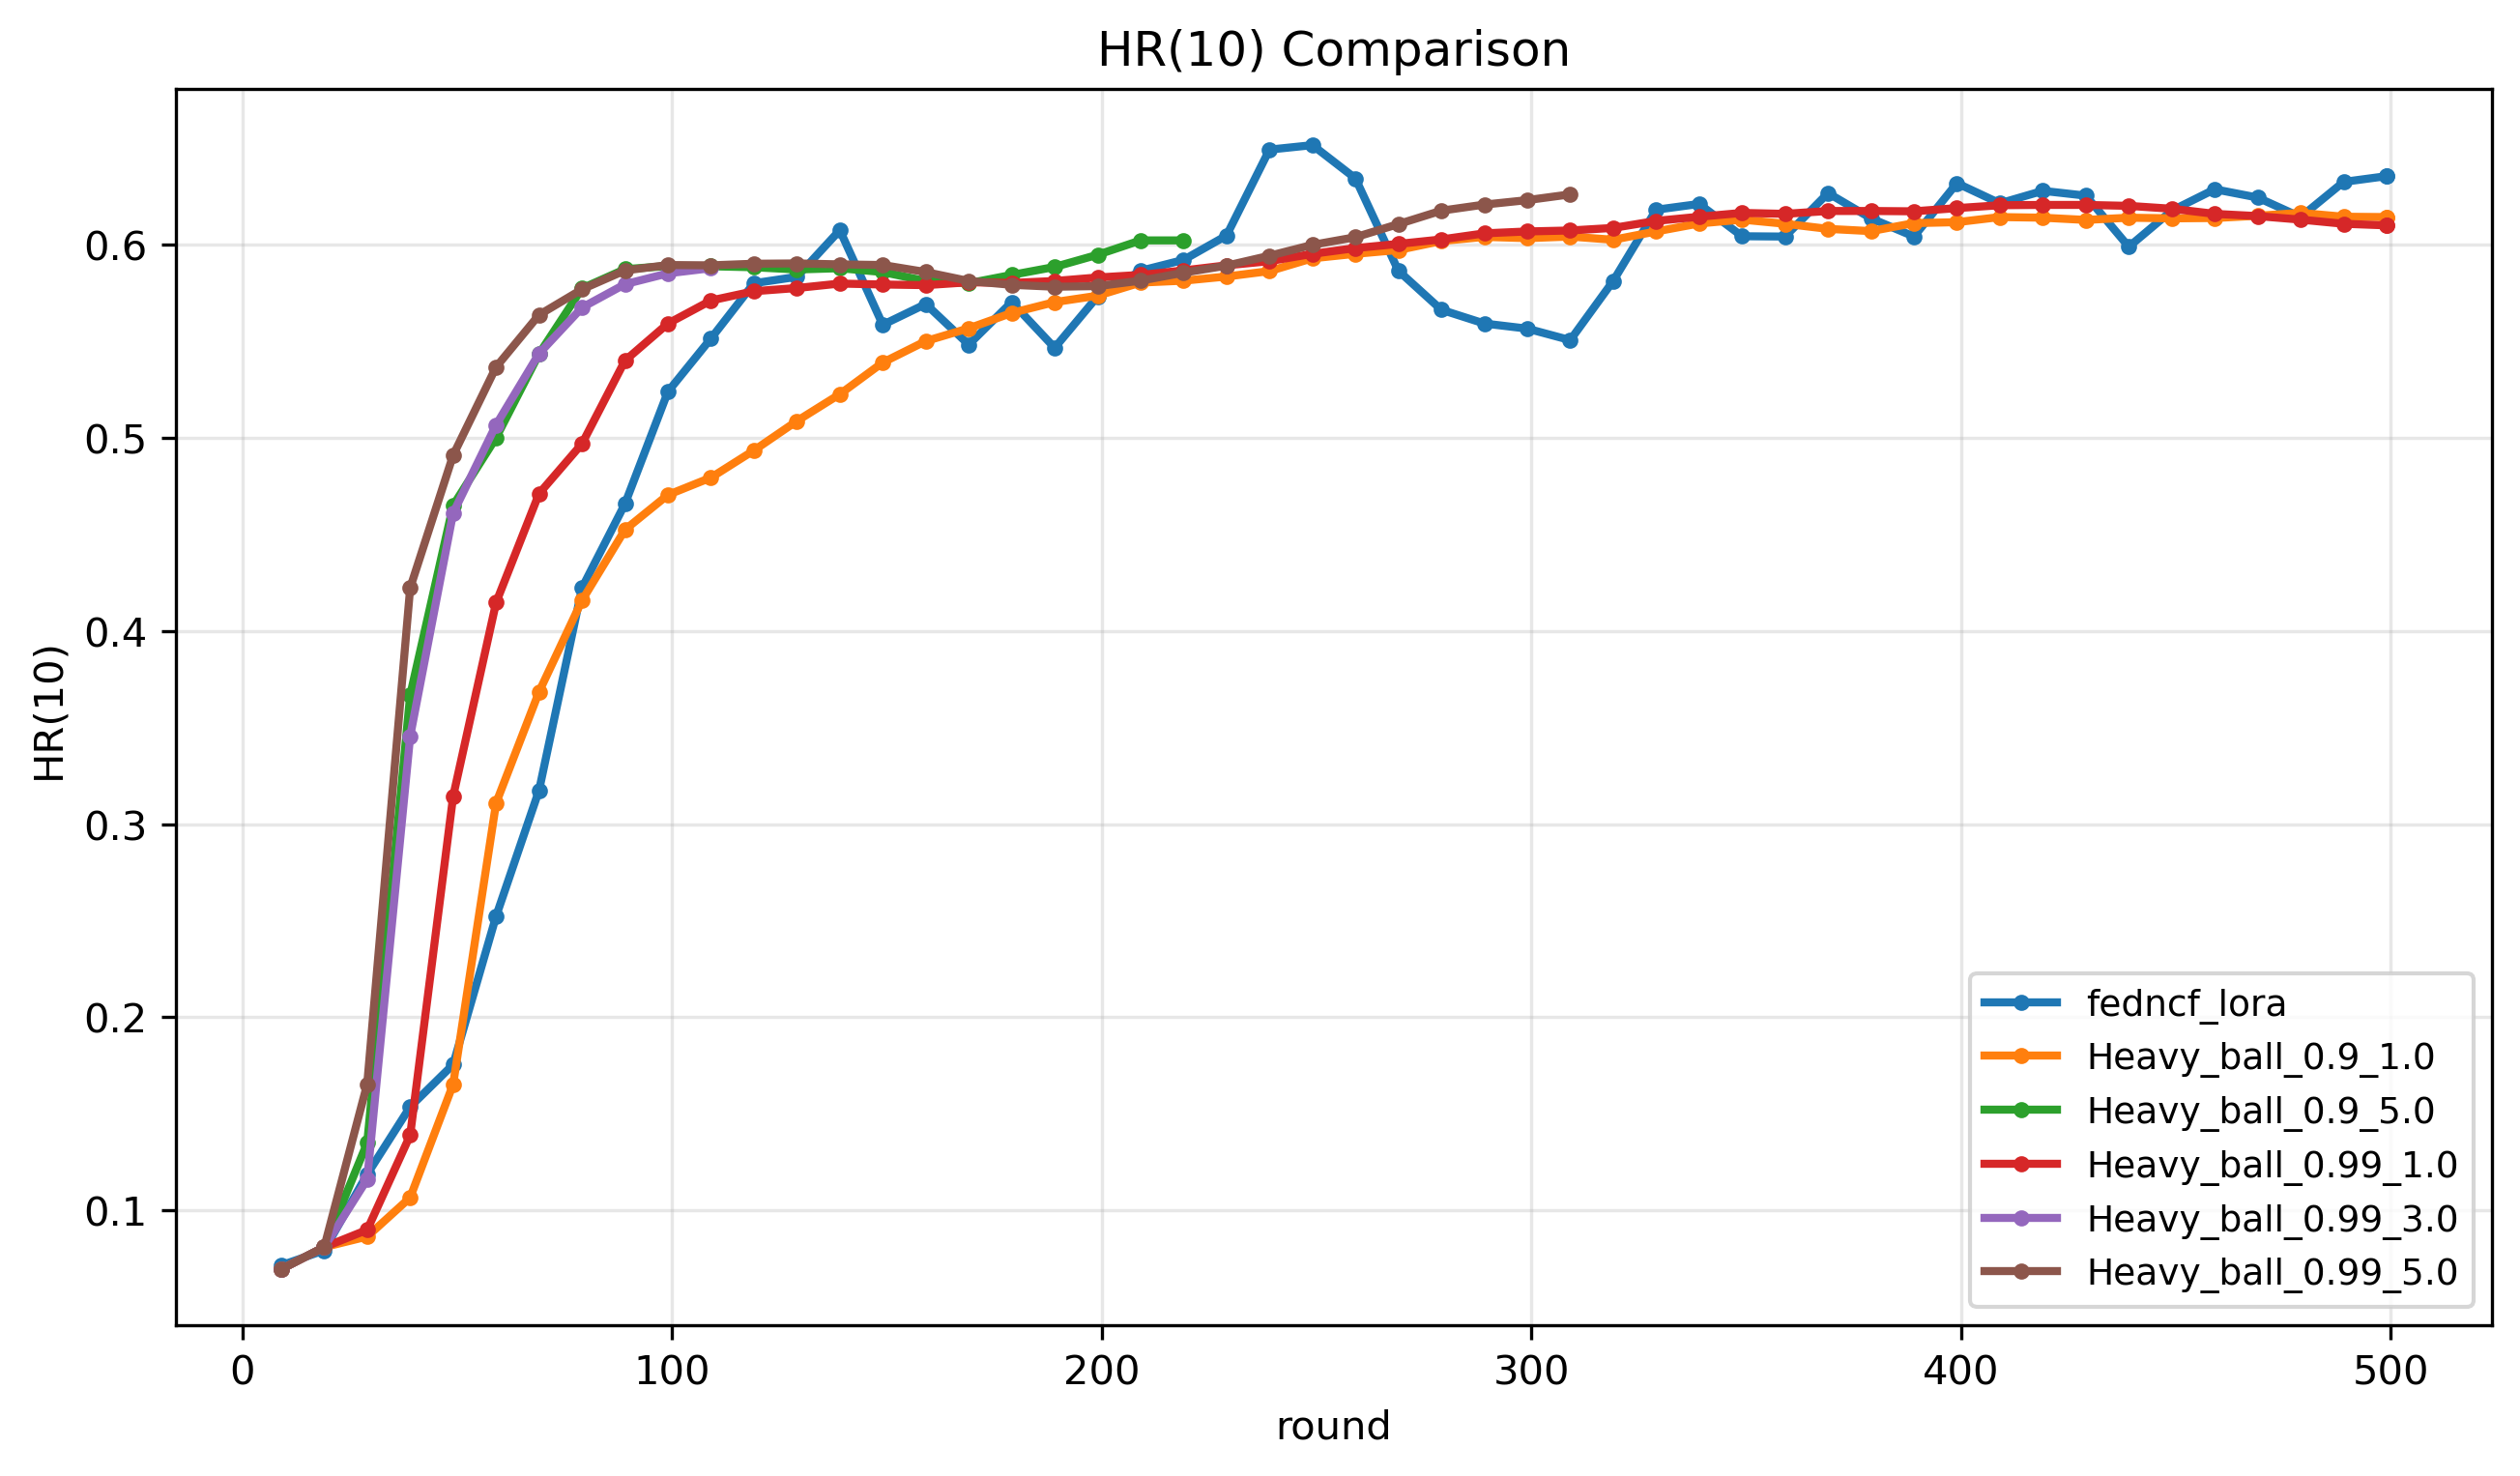 HR(10) Comparison
HR(10)
0.6
0.5
0.4
0.3
0.2
0.1
0
100
200
300
400
500
round
fedncf_lora
Heavy_ball_0.9_1.0
Heavy_ball_0.9_5.0
Heavy_ball_0.99_1.0
Heavy_ball_0.99_3.0
Heavy_ball_0.99_5.0